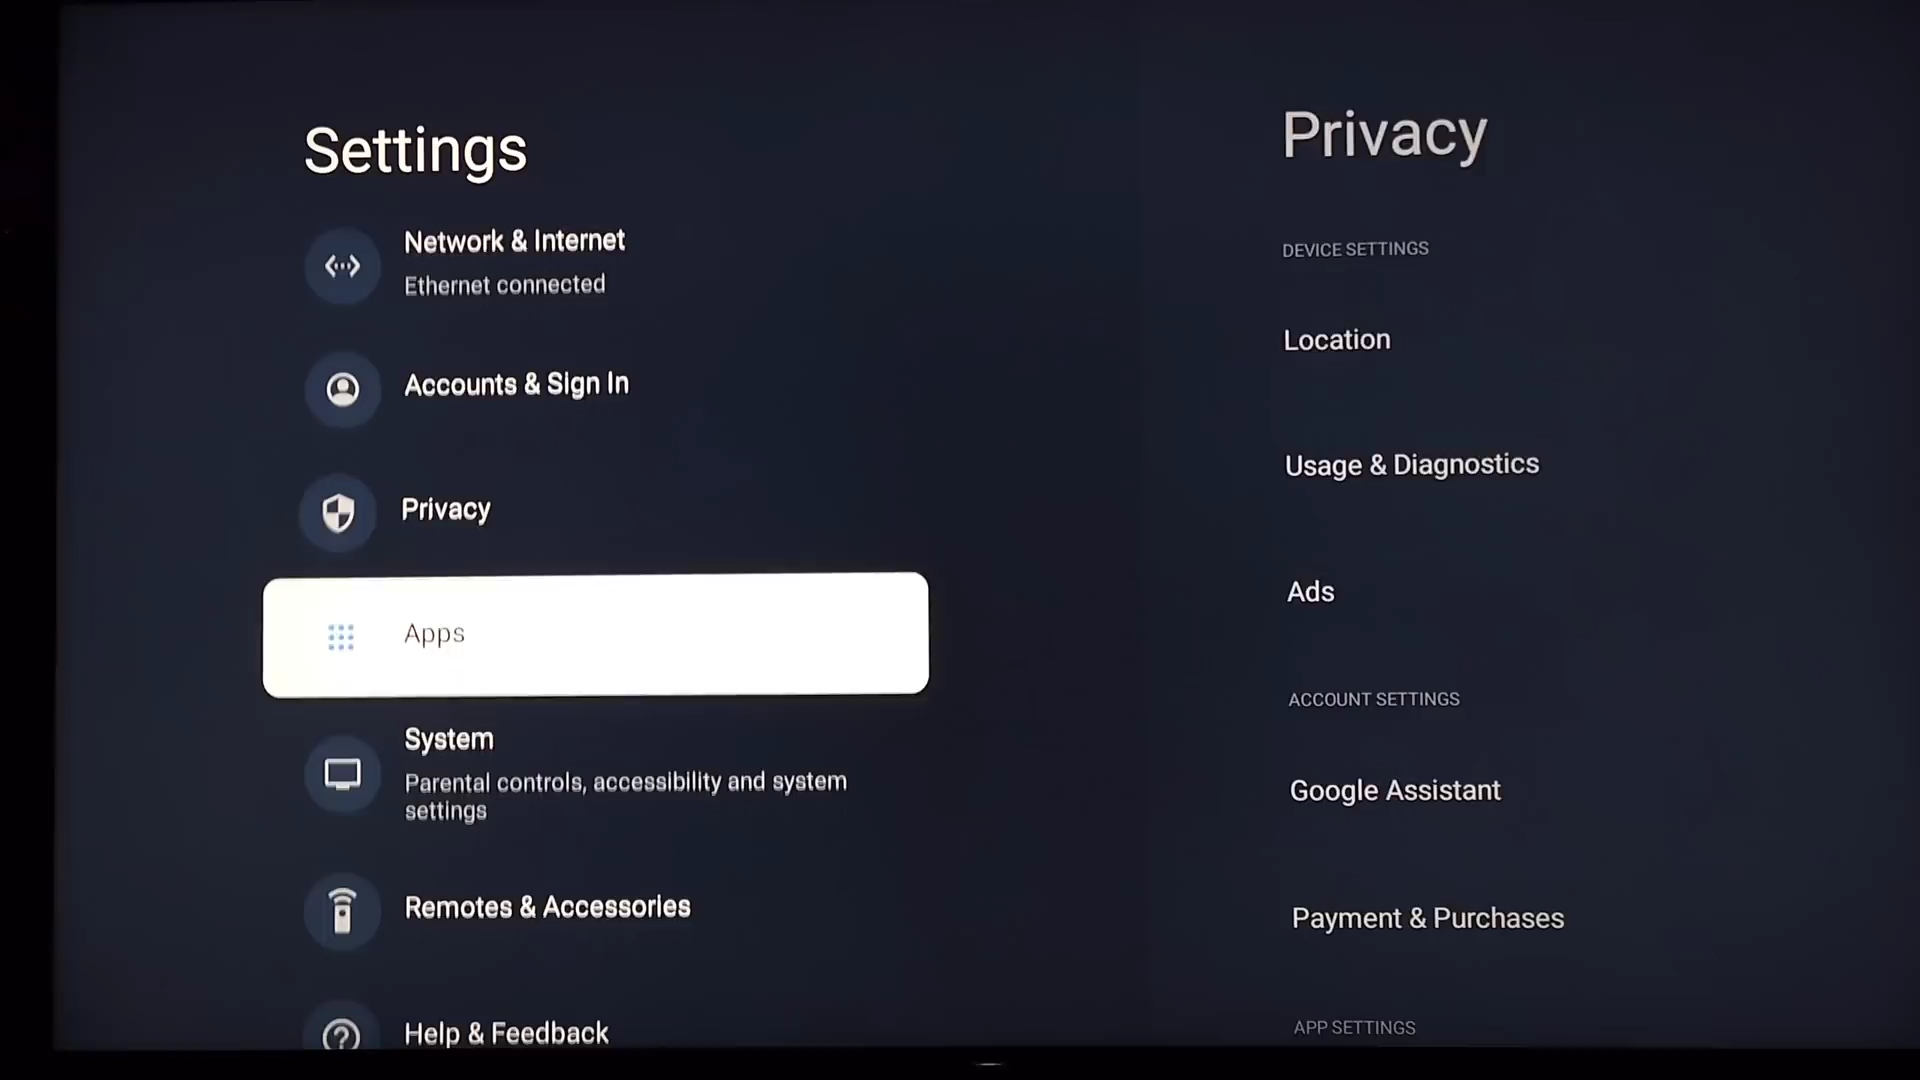 Settings
Network & Internet
Ethernet connected
Accounts & Sign In
Privacy
Apps
System
Parental controls, accessibility and system
settings
Remotes & Accessories
Help & Feedback
Privacy
DEVICE SETTINGS
Location
Usage & Diagnostics
Ads
ACCOUNT SETTINGS
Google Assistant
Payment & Purchases
APP SETTINGS